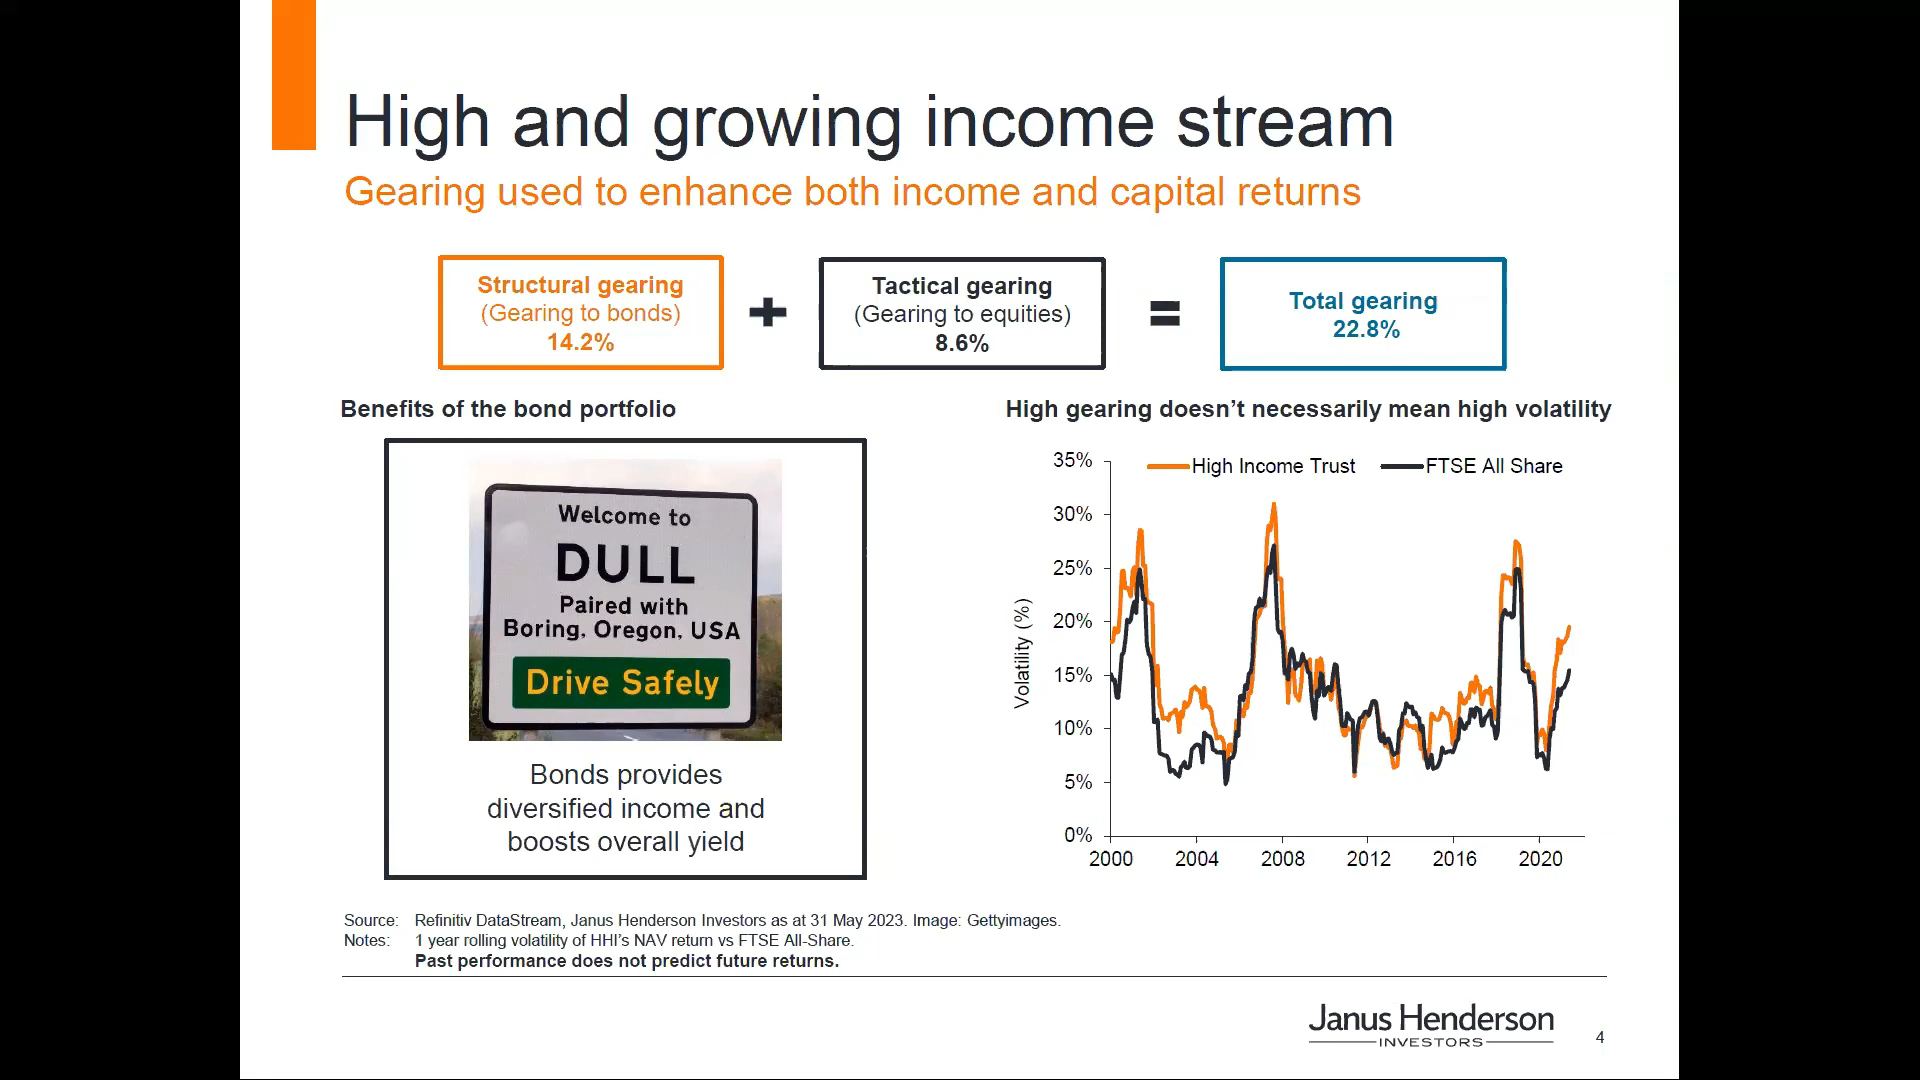 High and growing income stream
Gearing used to enhance both income and capital returns
Structural gearing
(Gearing to bonds)
14.2%
+
Tactical gearing
(Gearing to equities)
8.6%
=
Total gearing
22.8%
Benefits of the bond portfolio
Welcome to
DULL
Paired with
Boring, Oregon, USA
Drive Safely
Bonds provides
diversified income and
boosts overall yield
High gearing doesn't necessarily mean high volatility
High Income Trust
FTSE All Share
Volatility (%)
35%
30%
25%
20%
15%
10%
5%
0%
2000 2004 2008 2012 2016 2020
Source: Refinitiv DataStream, Janus Henderson Investors as at 31 May 2023. Image: Gettyimages.
Notes: 1 year rolling volatility of HHI's NAV return vs FTSE All-Share.
Past performance does not predict future returns.
Janus Henderson
INVESTORS
4